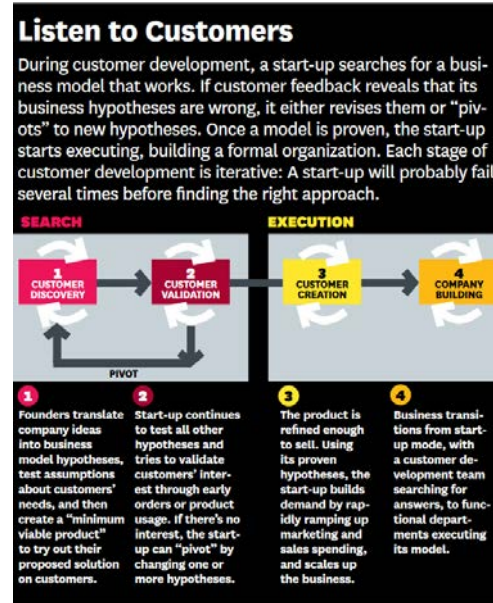 Listen to Customers
During customer development, a start-up searches for a busi-
ness model that works. If customer feedback reveals that its
business hypotheses are wrong, it either revises them or “piv-
ots” to new hypotheses. Once a model is proven, the start-up
starts executing, building a formal organization. Each stage of
customer development is iterative: A start-up will probably fail
several times before finding the right approach.
SEARCH
1
CUSTOMER
DISCOVERY
2
CUSTOMER
VALIDATION
PIVOT
EXECUTION
3
CUSTOMER
CREATION
4
COMPANY
BUILDING
1
Founders translate
company ideas
into business
model hypotheses,
test assumptions
about customers’
needs, and then
create a “minimum
viable product”
to try out their
proposed solution
on customers.
2
Start-up continues
to test all other
hypotheses and
tries to validate
customers’ inter-
est through early
orders or product
usage. If there’s no
interest, the start-
up can “pivot” by
changing one or
more hypotheses.
3
The product is
refined enough
to sell. Using
its proven
hypotheses, the
start-up builds
demand by rap-
idly ramping up
marketing and
sales spending,
and scales up
the business.
4
Business transi-
tions from start-
up mode, with
a customer de-
velopment team
searching for
answers, to func-
tional depart-
ments executing
its model.